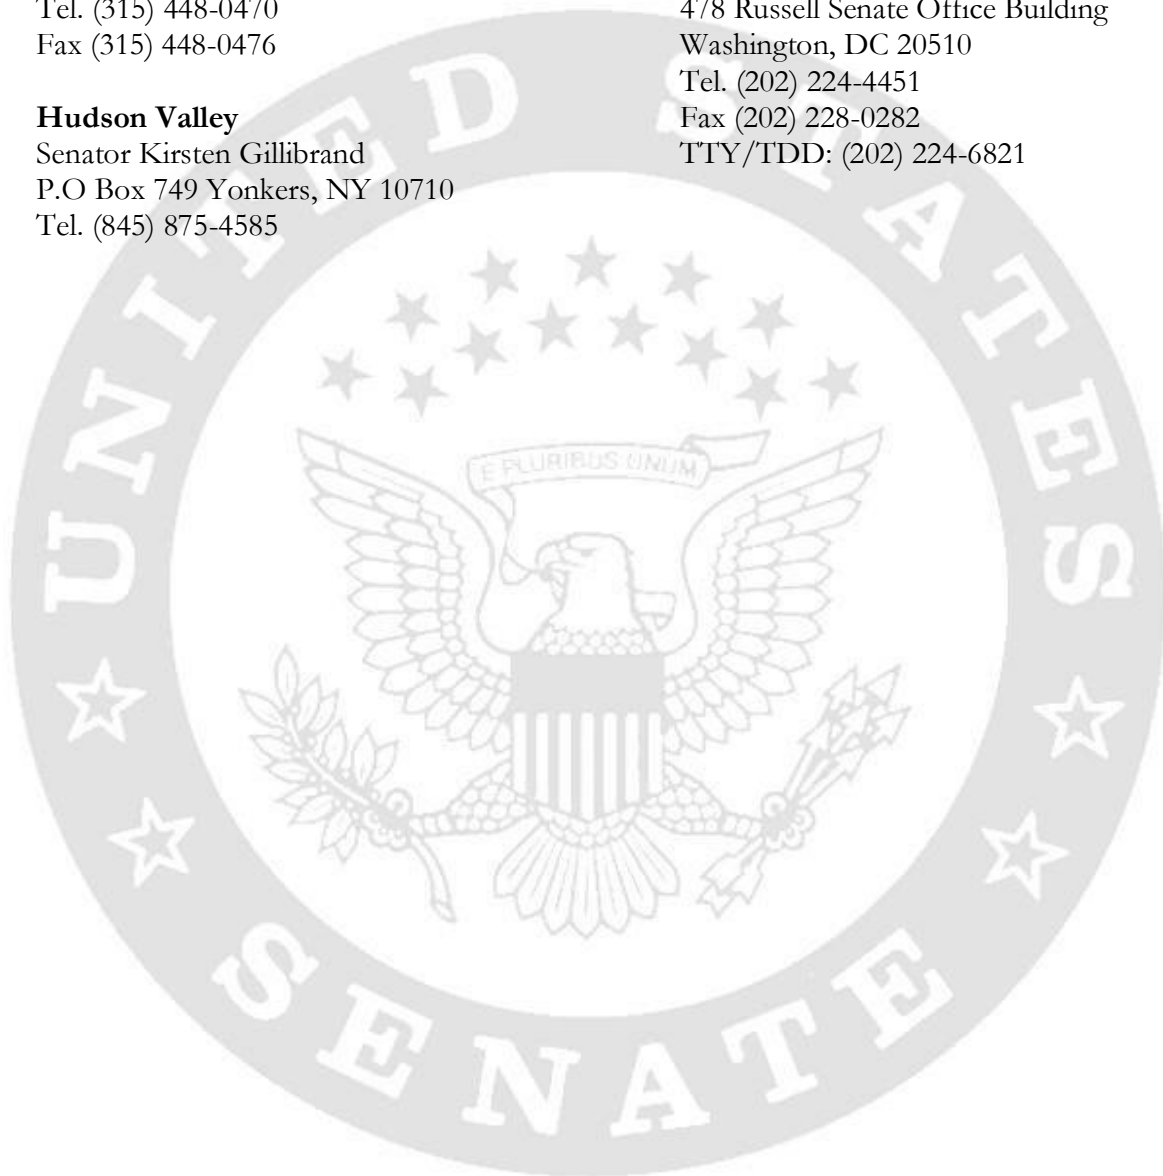 Tel. (315) 448-0470
Fax (315) 448-0476
Hudson Valley
Senator Kirsten Gillibrand
P.O Box 749 Yonkers, NY 10710
Tel. (845) 875-4585
478 Russell Senate Office Building
Washington, DC 20510
Tel. (202) 224-4451
Fax (202) 228-0282
TTY/TDD: (202) 224-6821
UNITED STATES
E PLURIBUS UNUM
SENATE